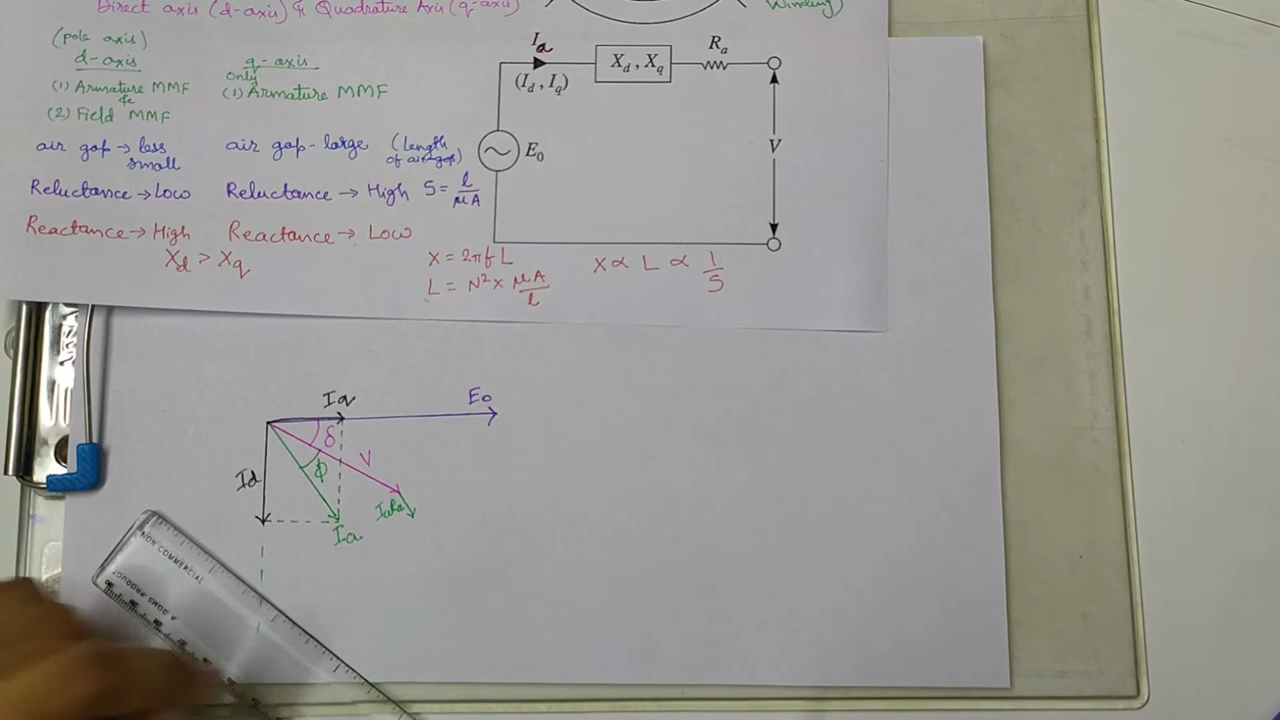 Direct axis (d-axis) & Quadrature Axis (q-axis)
Winding)
(pole axis)
d-axis
(1) Armature MMF
&
(2) Field MMF
q-axis
only
(1) Armature MMF
air gap → less
small
air gap - large (Length
of air gap)
Reluctance → Low
Reluctance → High S = l/μA
Reactance → High
Reactance → Low
Xd > Xq
X = 2πfL
L = N² × μA/l
X ∝ L ∝ 1/S
Ia
(Id, Iq)
Xd, Xq
Ra
E0
V
Iq
E0
δ
V
Id
ϕ
IaRa
Ia
NON COMMERCIAL